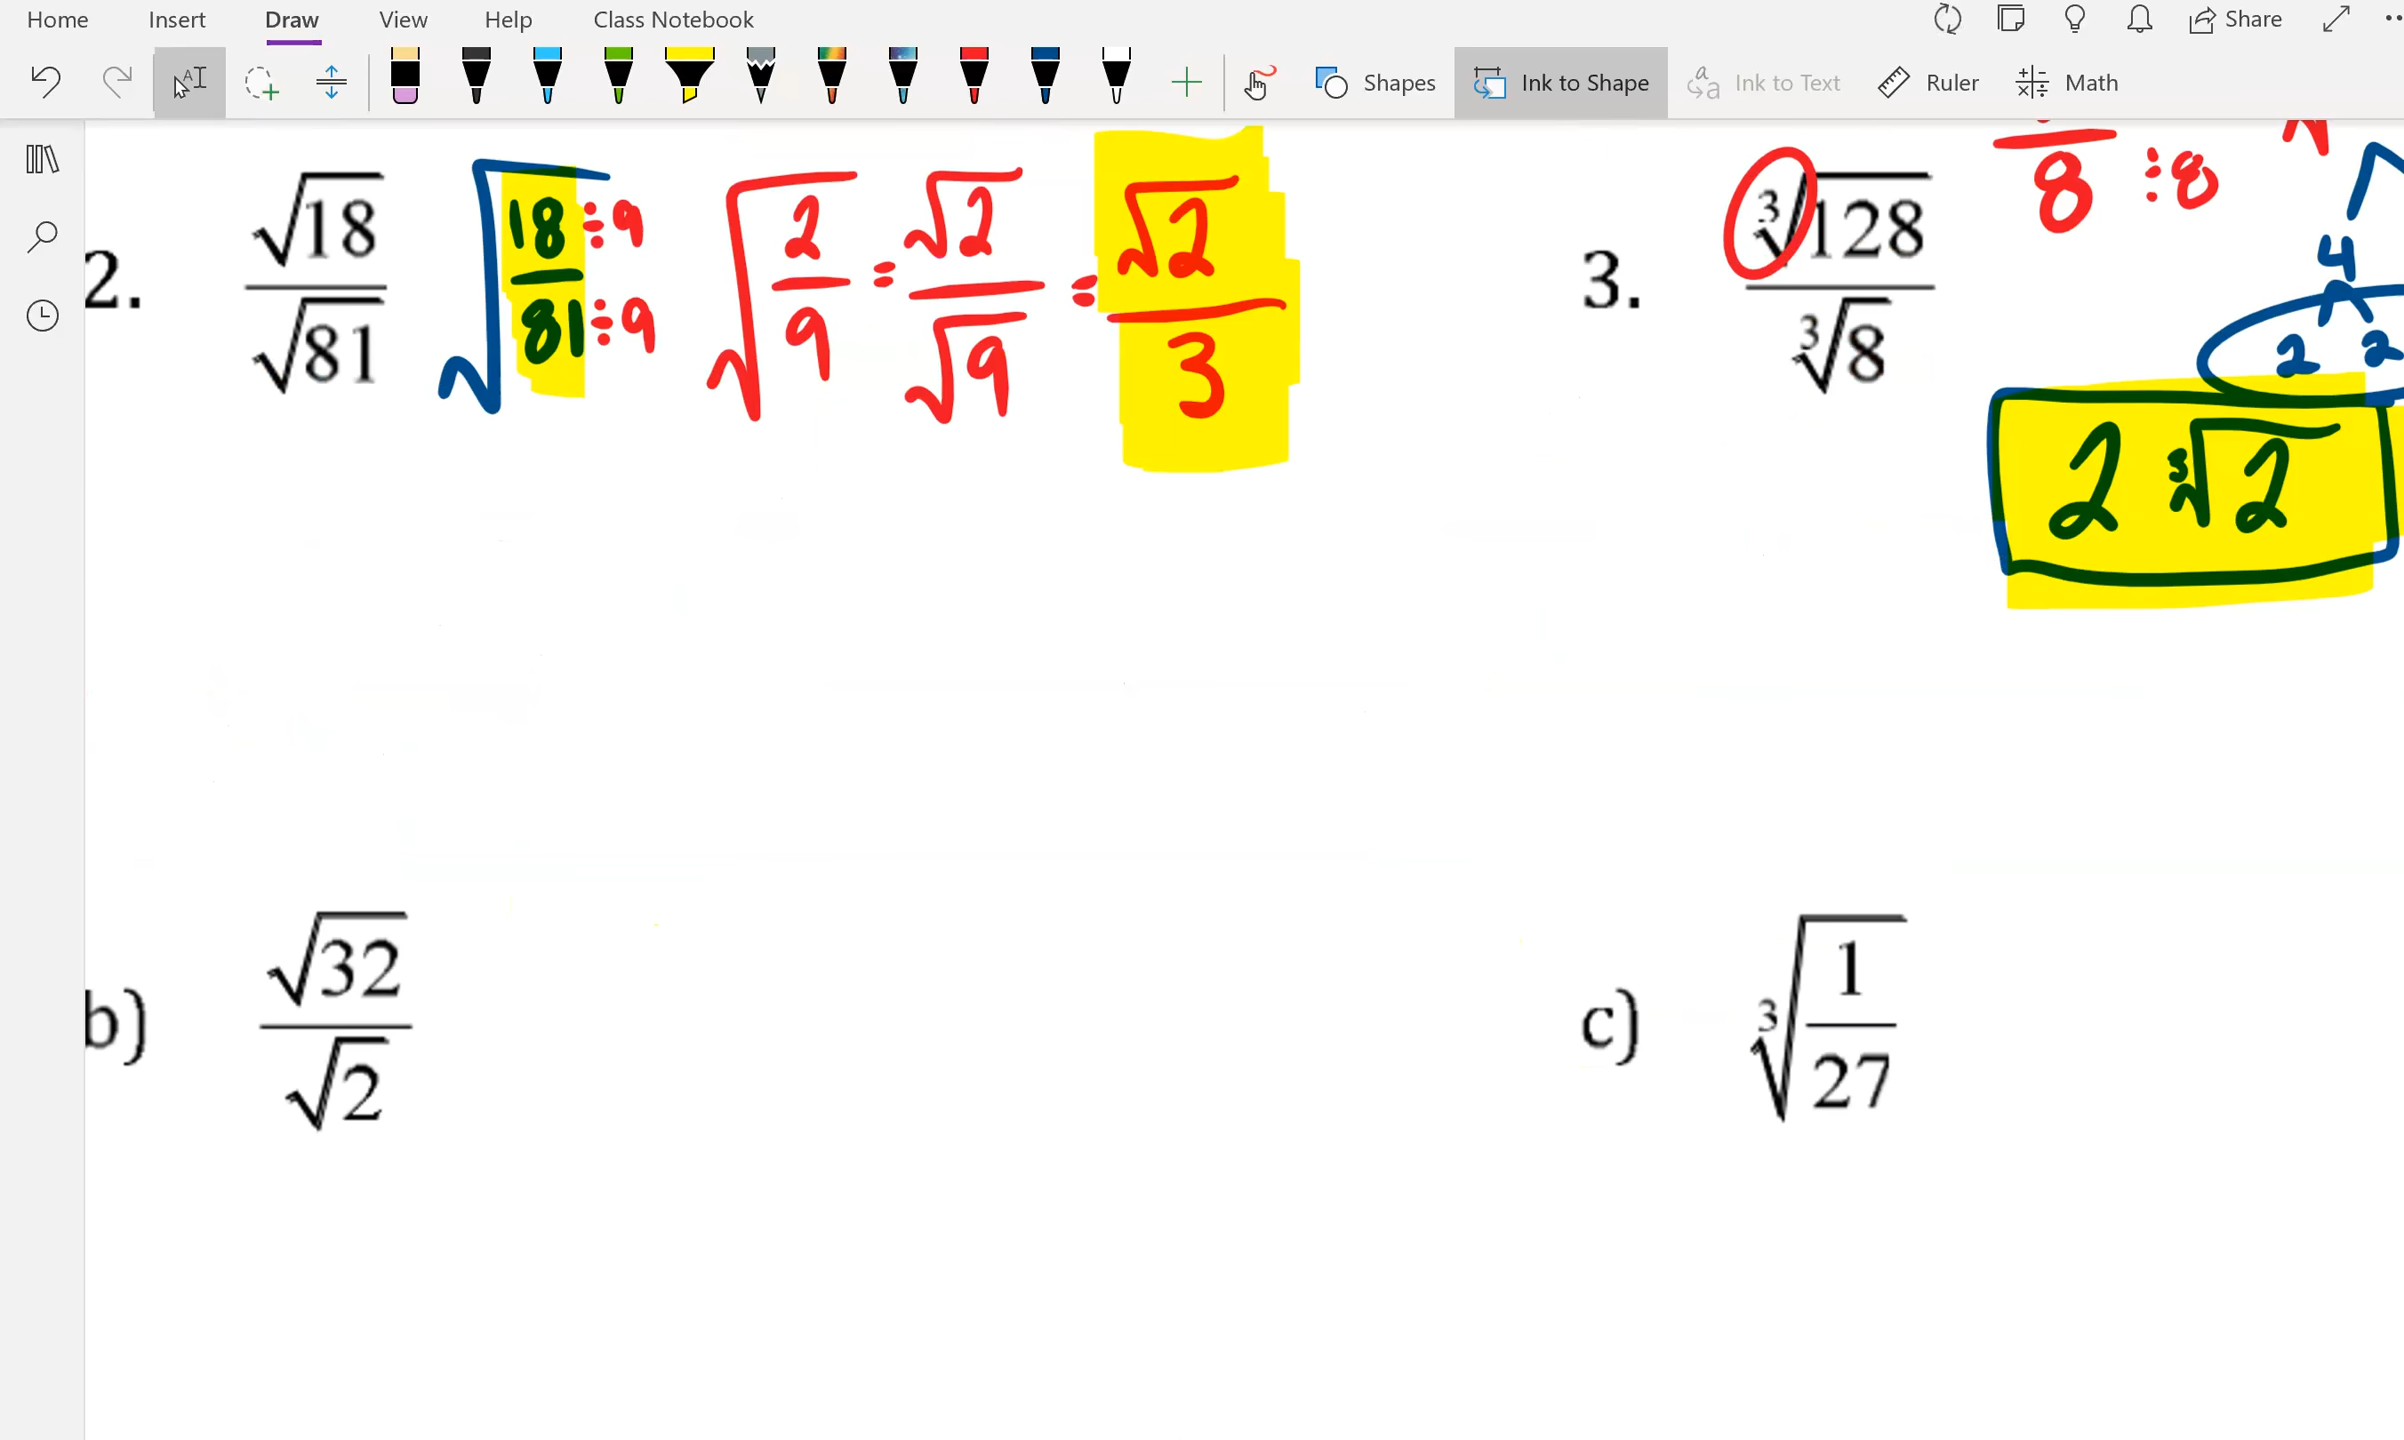 Home Insert Draw View Help Class Notebook Share
Shapes Ink to Shape Ink to Text Ruler Math
2. √18/√81 √(18÷9/81÷9) √(2/9) = √2/√9 = √2/3
3. ∛128/∛8
8 ÷8
4
2 2
2 ∛2
b) √32/√2
c) ∛(1/27)